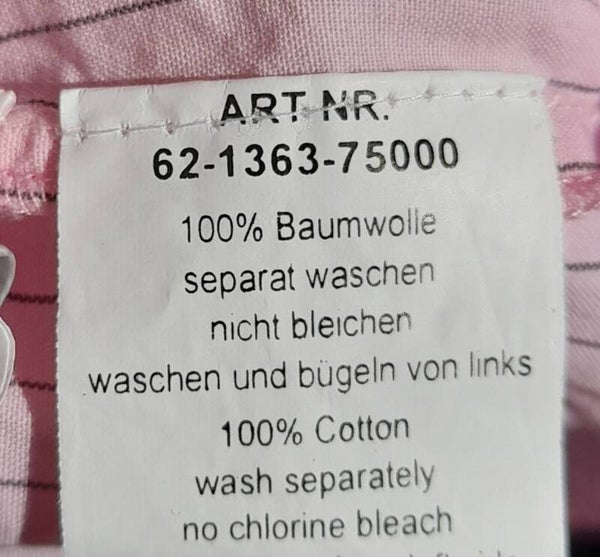 ART. NR.
62-1363-75000
100% Baumwolle
separat waschen
nicht bleichen
waschen und bügeln von links
100% Cotton
wash separately
no chlorine bleach